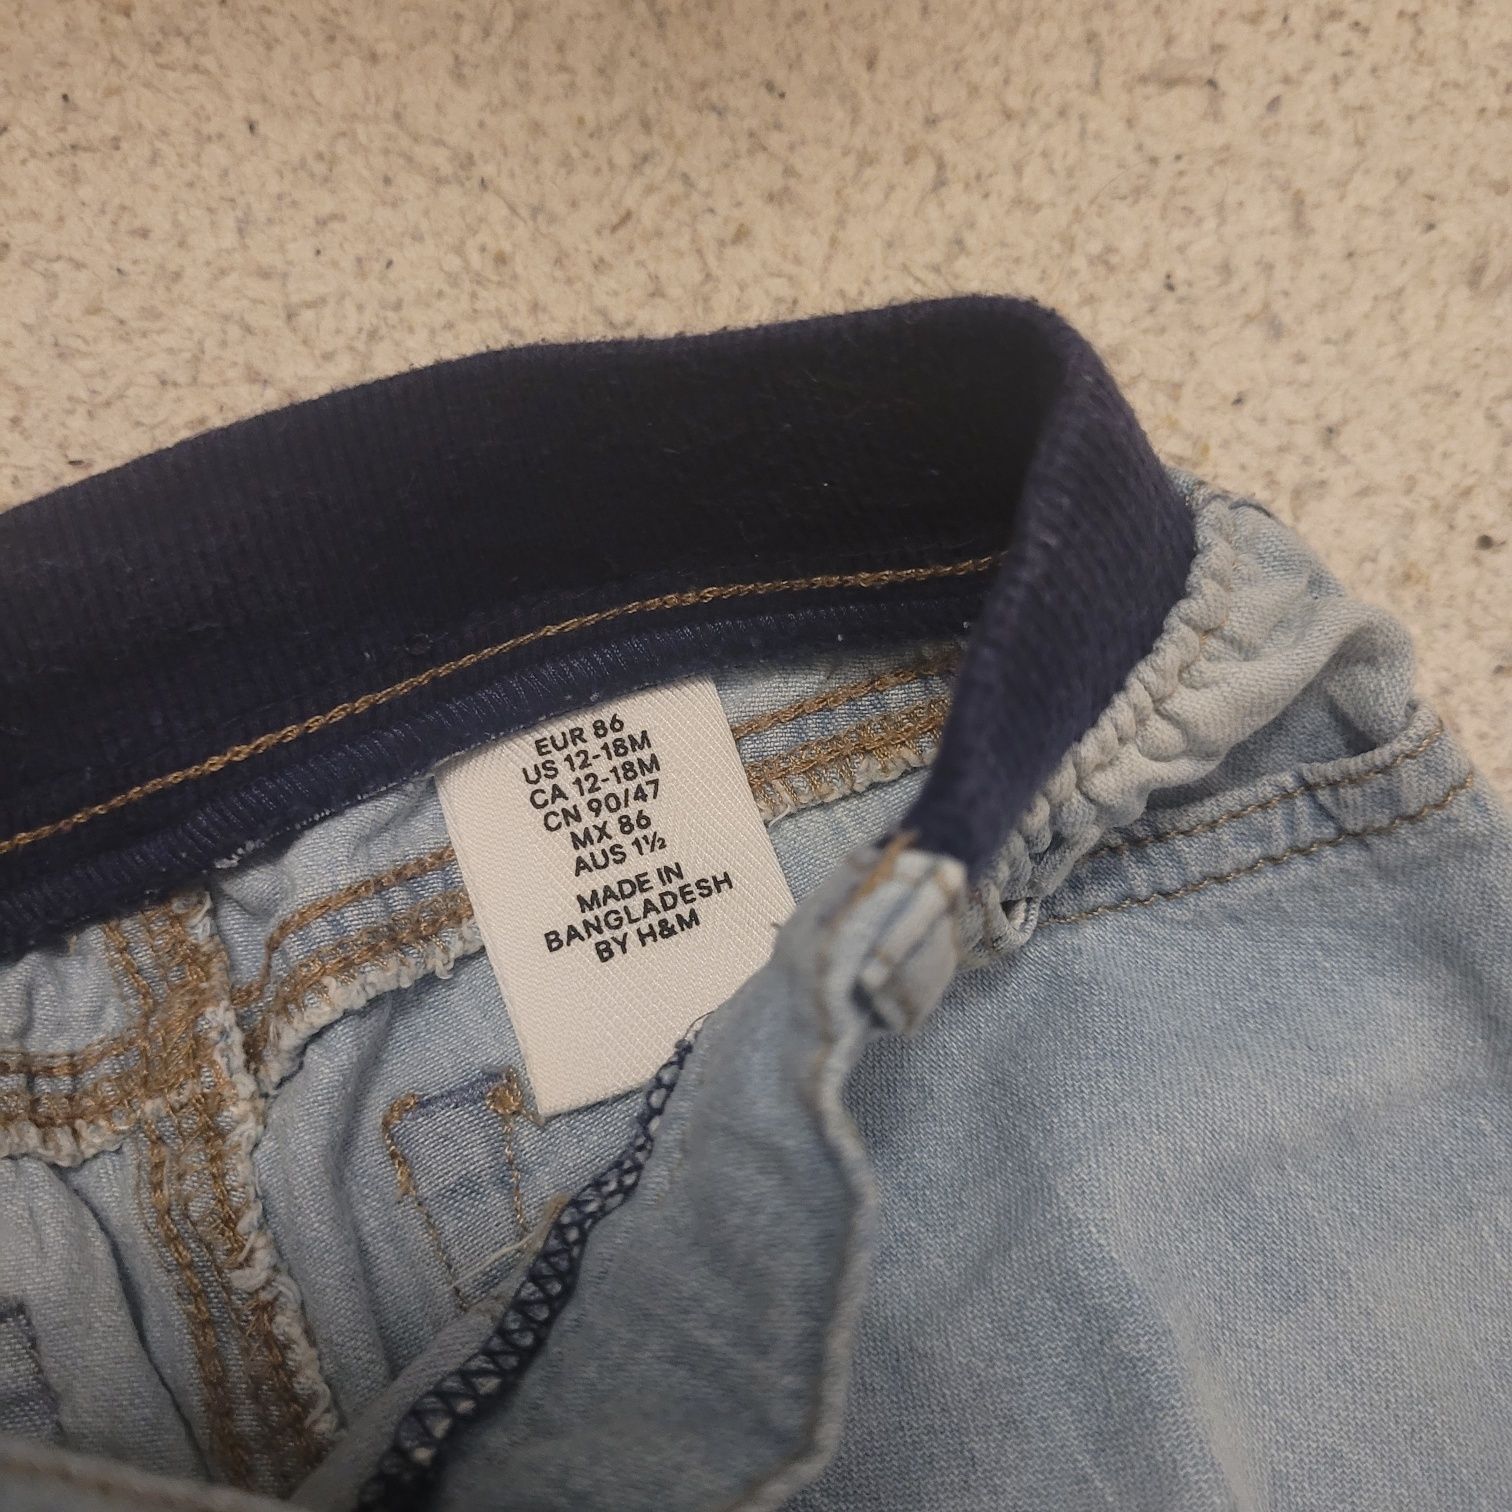 EUR 86
US 12-18M
CA 12-18M
CN 90/47
MX 86
AUS 1½
MADE IN
BANGLADESH
BY H&M